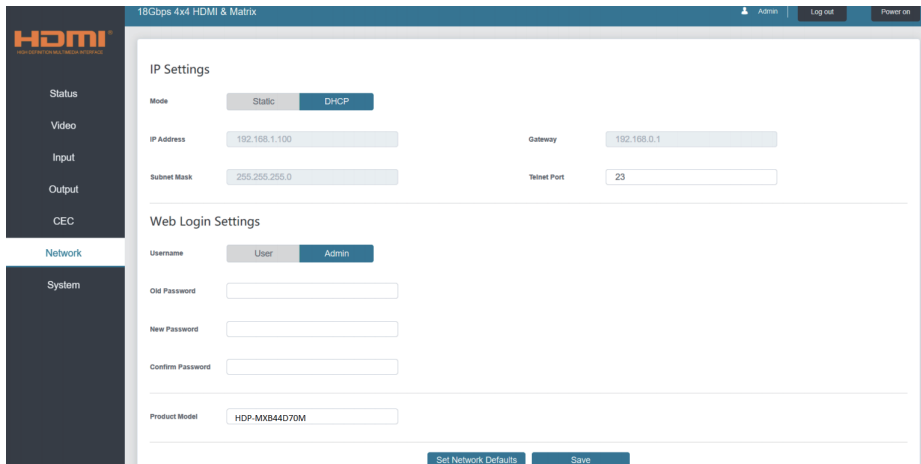 18Gbps 4x4 HDMI & Matrix
Admin
Log out
Power on
HDMI®
HIGH-DEFINITION MULTIMEDIA INTERFACE
Status
Video
Input
Output
CEC
Network
System
IP Settings
Mode
Static
DHCP
IP Address
192.168.1.100
Gateway
192.168.0.1
Subnet Mask
255.255.255.0
Telnet Port
23
Web Login Settings
Username
User
Admin
Old Password
New Password
Confirm Password
Product Model
HDP-MXB44D70M
Set Network Defaults
Save